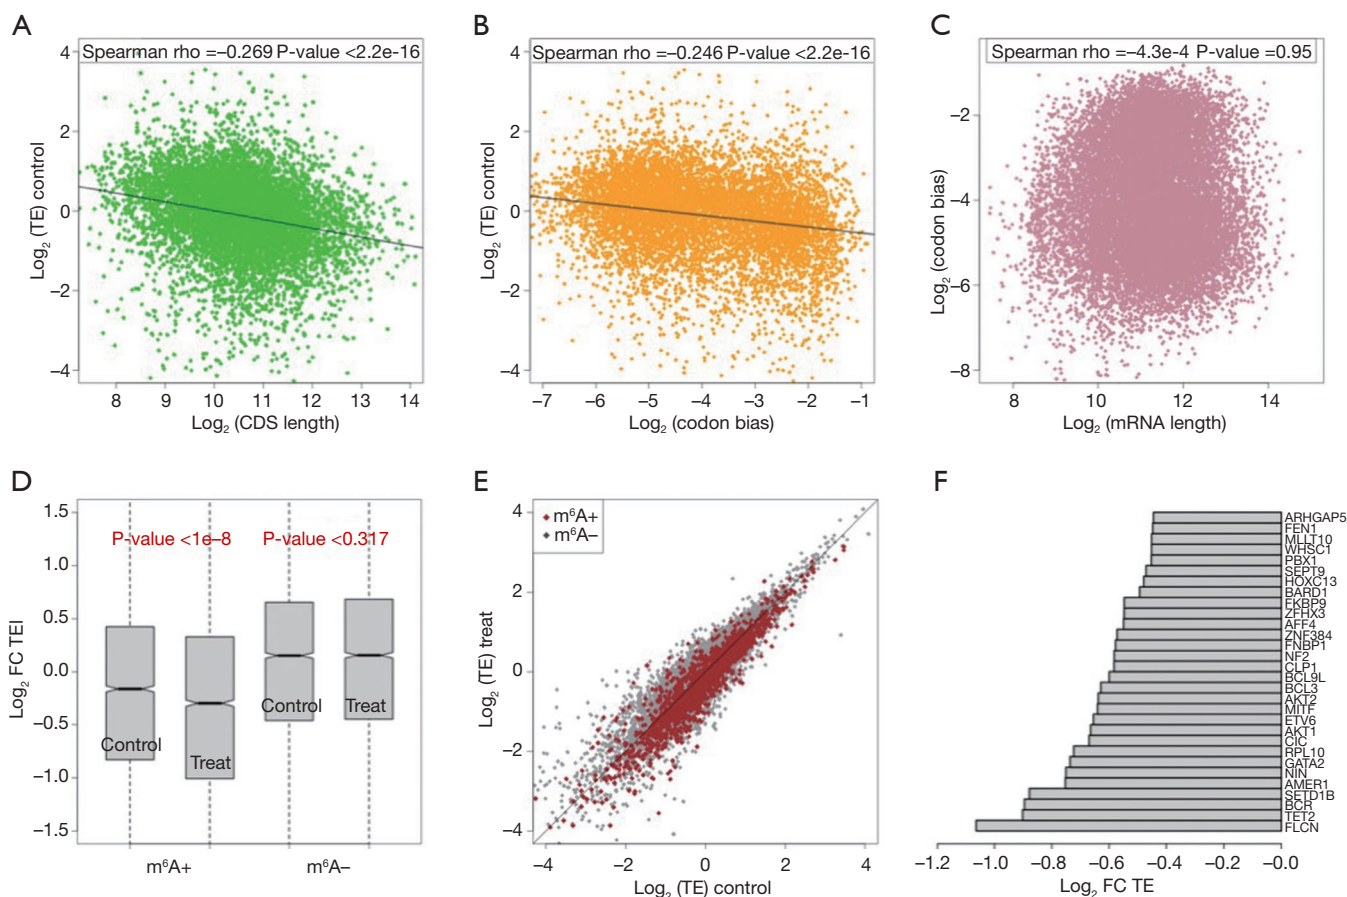 A
Spearman rho =–0.269 P-value <2.2e-16
4
2
0
–2
–4
Log2 (TE) control
8 9 10 11 12 13 14
Log2 (CDS length)
B
Spearman rho =–0.246 P-value <2.2e-16
4
2
0
–2
–4
Log2 (TE) control
–7 –6 –5 –4 –3 –2 –1
Log2 (codon bias)
C
Spearman rho =–4.3e-4 P-value =0.95
–2
–4
–6
–8
Log2 (codon bias)
8 10 12 14
Log2 (mRNA length)
D
1.5
1.0
0.5
0.0
–0.5
–1.0
–1.5
Log2 FC TEI
P-value <1e–8 P-value <0.317
Control
Treat
Control
Treat
m6A+ m6A–
E
m6A+
m6A–
4
2
0
–2
–4
Log2 (TE) treat
–4 –2 0 2 4
Log2 (TE) control
F
ARHGAP5
FEN1
MLLT10
WHSC1
PBX1
SEPT9
HOXC13
BARD1
FKBP9
ZFHX3
AFF4
ZNF384
FNBP1
NF2
CLP1
BCL9L
BCL3
AKT2
MITF
ETV6
AKT1
CIC
RPL10
GATA2
NIN
AMER1
SETD1B
BCR
TET2
FLCN
–1.2 –1.0 –0.8 –0.6 –0.4 –0.2 –0.0
Log2 FC TE